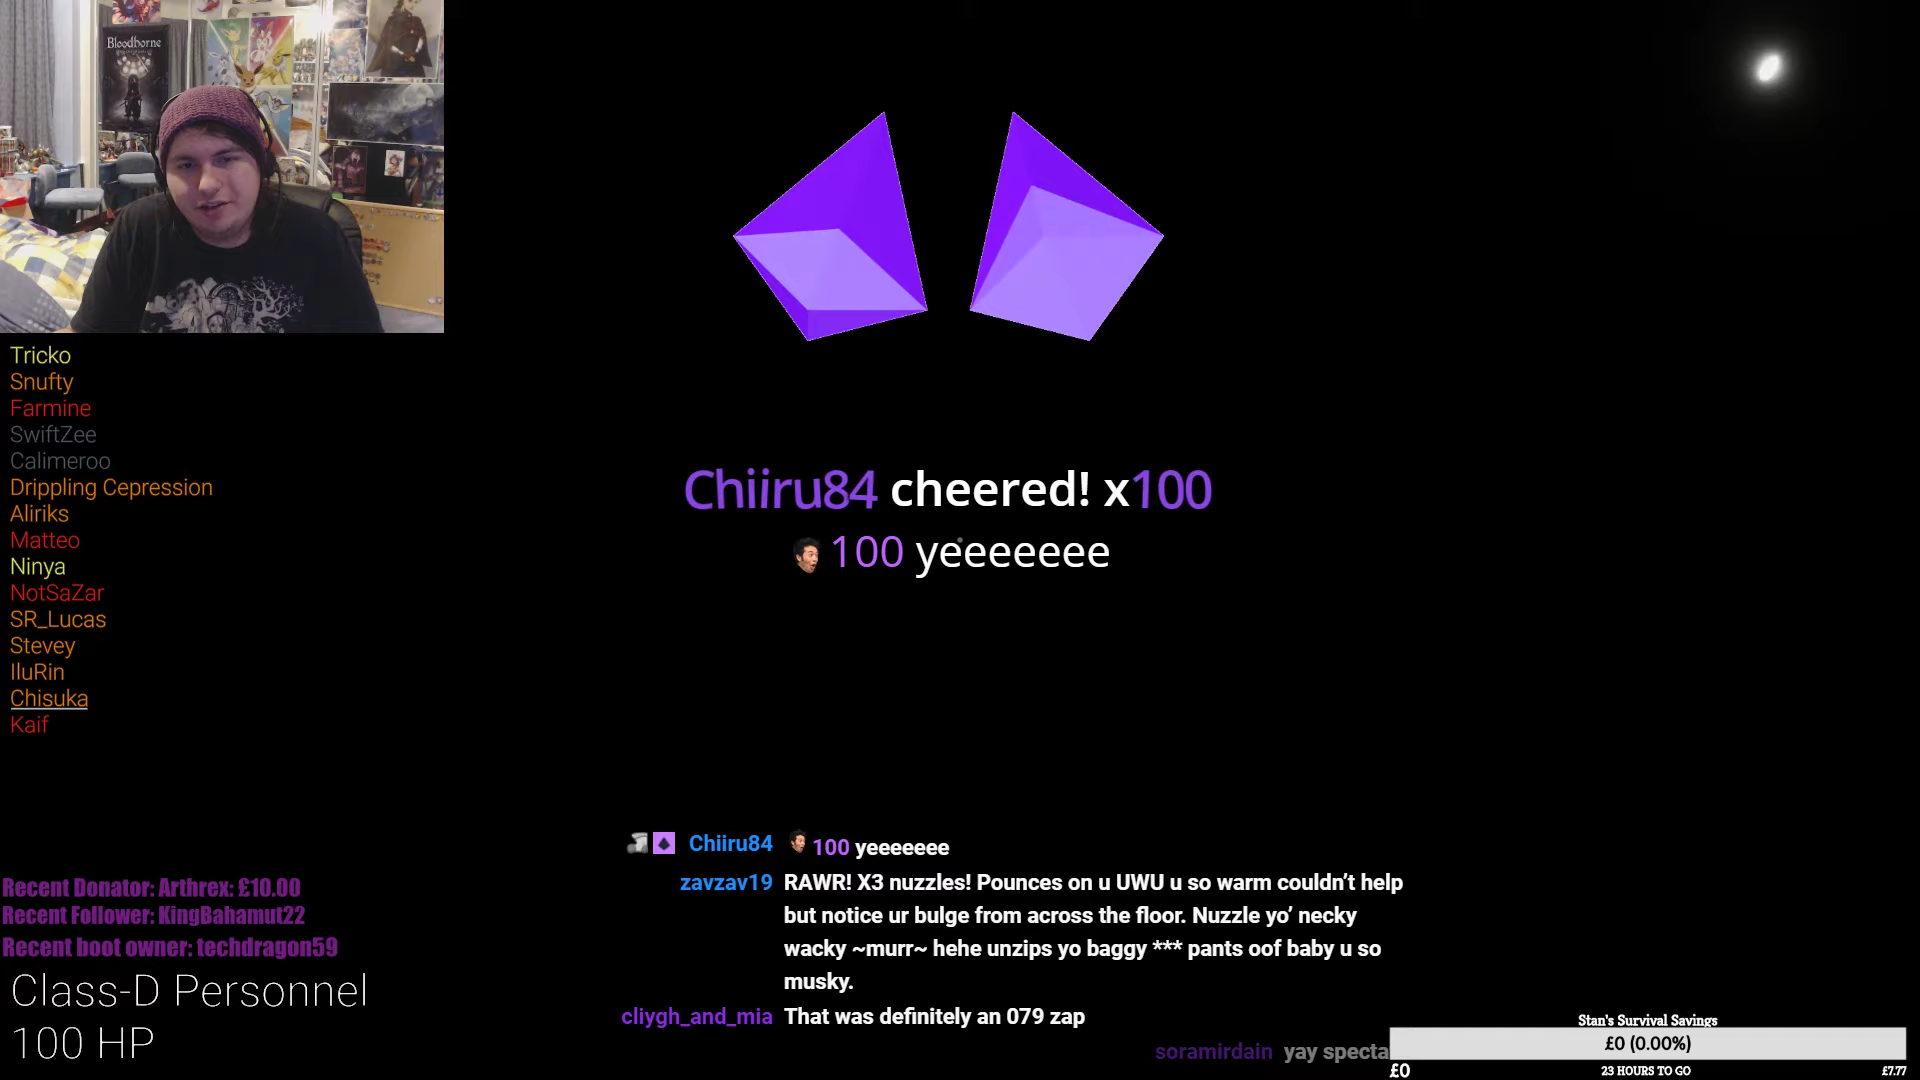 Bloodborne
Tricko
Snufty
Farmine
SwiftZee
Calimeroo
Drippling Cepression
Aliriks
Matteo
Ninya
NotSaZar
SR_Lucas
Stevey
IluRin
Chisuka
Kaif
Chiiru84 cheered! x100
100 yeeeeeee
Chiiru84 100 yeeeeeee
zavzav19 RAWR! X3 nuzzles! Pounces on u UWU u so warm couldn't help
but notice ur bulge from across the floor. Nuzzle yo' necky
wacky ~murr~ hehe unzips yo baggy *** pants oof baby u so
musky.
cliygh_and_mia That was definitely an 079 zap
soramirdain yay specta
Recent Donator: Arthrex: £10.00
Recent Follower: KingBahamut22
Recent boot owner: techdragon59
Class-D Personnel
100 HP
Stan's Survival Savings
£0 (0.00%)
£0 23 HOURS TO GO £7.77